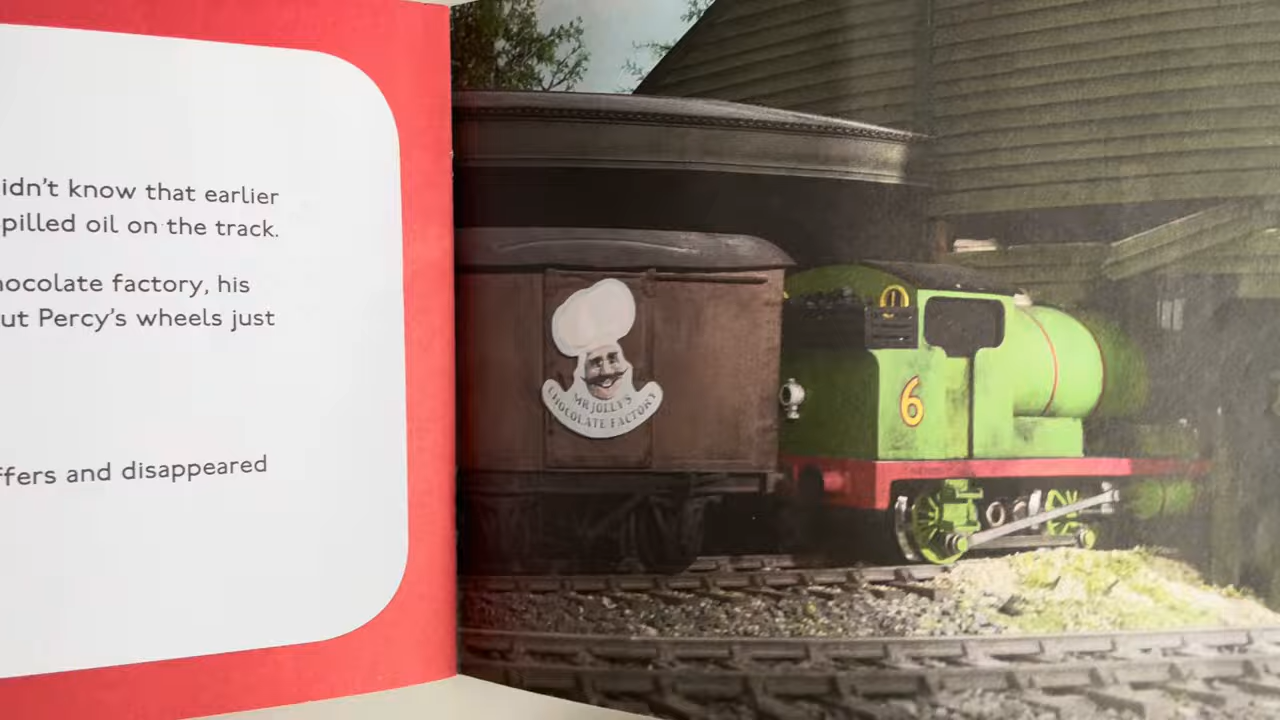 idn't know that earlier
pilled oil on the track.
hocolate factory, his
ut Percy's wheels just
ffers and disappeared
MR JOLLY'S
CHOCOLATE FACTORY
6